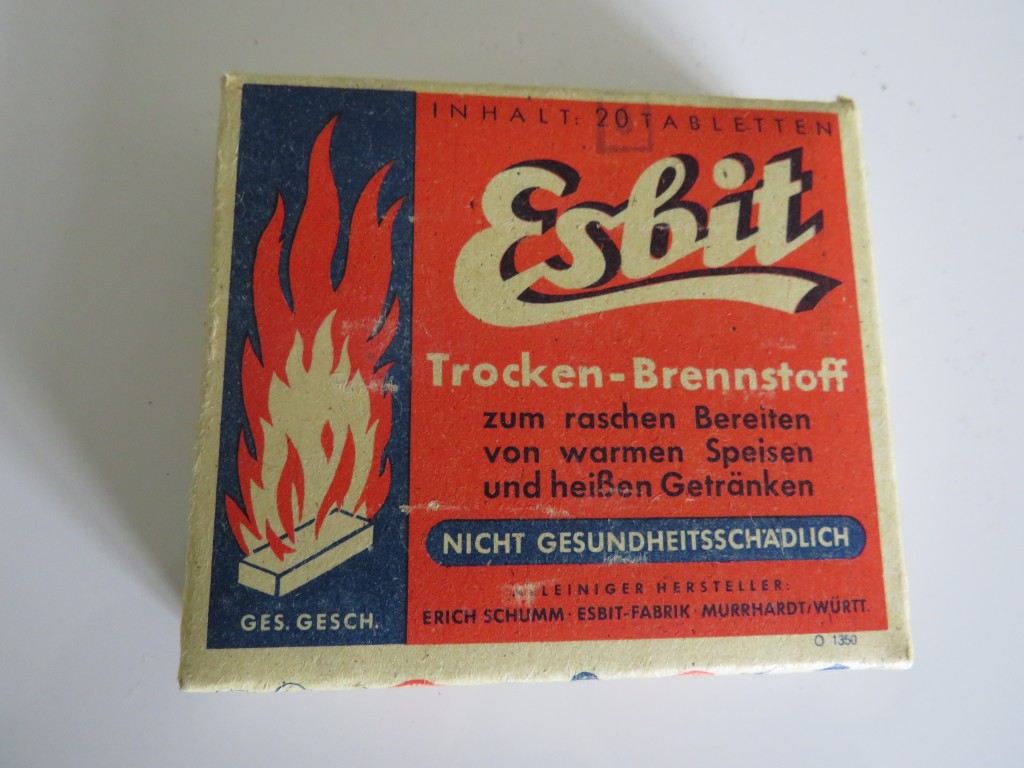 INHALT: 20 TABLETTEN
Esbit
Trocken-Brennstoff
zum raschen Bereiten
von warmen Speisen
und heißen Getränken
NICHT GESUNDHEITSSCHÄDLICH
HERSTELLER:
ERICH SCHUMM · ESBIT-FABRIK · MURRHARDT/WÜRTT.
GES. GESCH.
O 1350